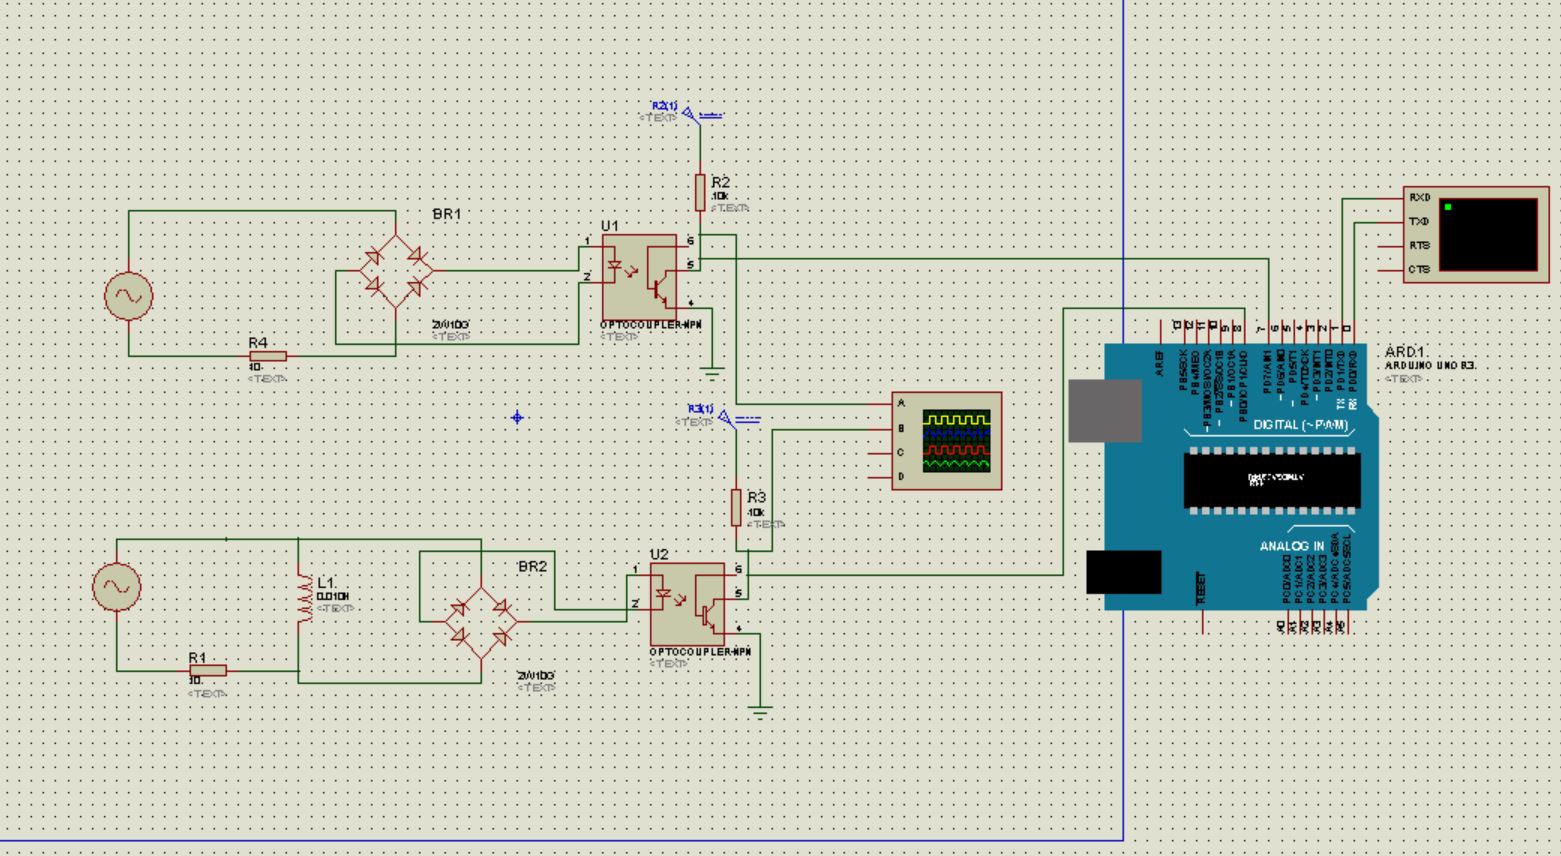 R2(1)
<TEXT>
R2
10k
<TEXT>
BR1
2W10G
<TEXT>
U1
1
2
6
5
4
OPTOCOUPLER-NPN
<TEXT>
R4
10
<TEXT>
R3(1)
<TEXT>
R3
10k
<TEXT>
A
B
C
D
RXD
TXD
RTS
CTS
ARD1
ARDUINO UNO R3
<TEXT>
13
12
11
10
9
8
7
6
5
4
3
2
1
0
AREF
PB5/SCK
PB4/MISO
~PB3/MOSI/OC2A
~PB2/SS/OC1B
~PB1/OC1A
PB0/ICP1/CLKO
PD7/AIN1
~PD6/AIN0
~PD5/T1
PD4/T0/XCK
~PD3/INT1
PD2/INT0
TX PD1/TXD
RX PD0/RXD
DIGITAL (~PWM)
ANALOG IN
RESET
PC0/ADC0
PC1/ADC1
PC2/ADC2
PC3/ADC3
PC4/ADC4/SDA
PC5/ADC5/SCL
A0
A1
A2
A3
A4
A5
L1
0.010H
<TEXT>
R1
10
<TEXT>
BR2
2W10G
<TEXT>
U2
1
2
6
5
4
OPTOCOUPLER-NPN
<TEXT>